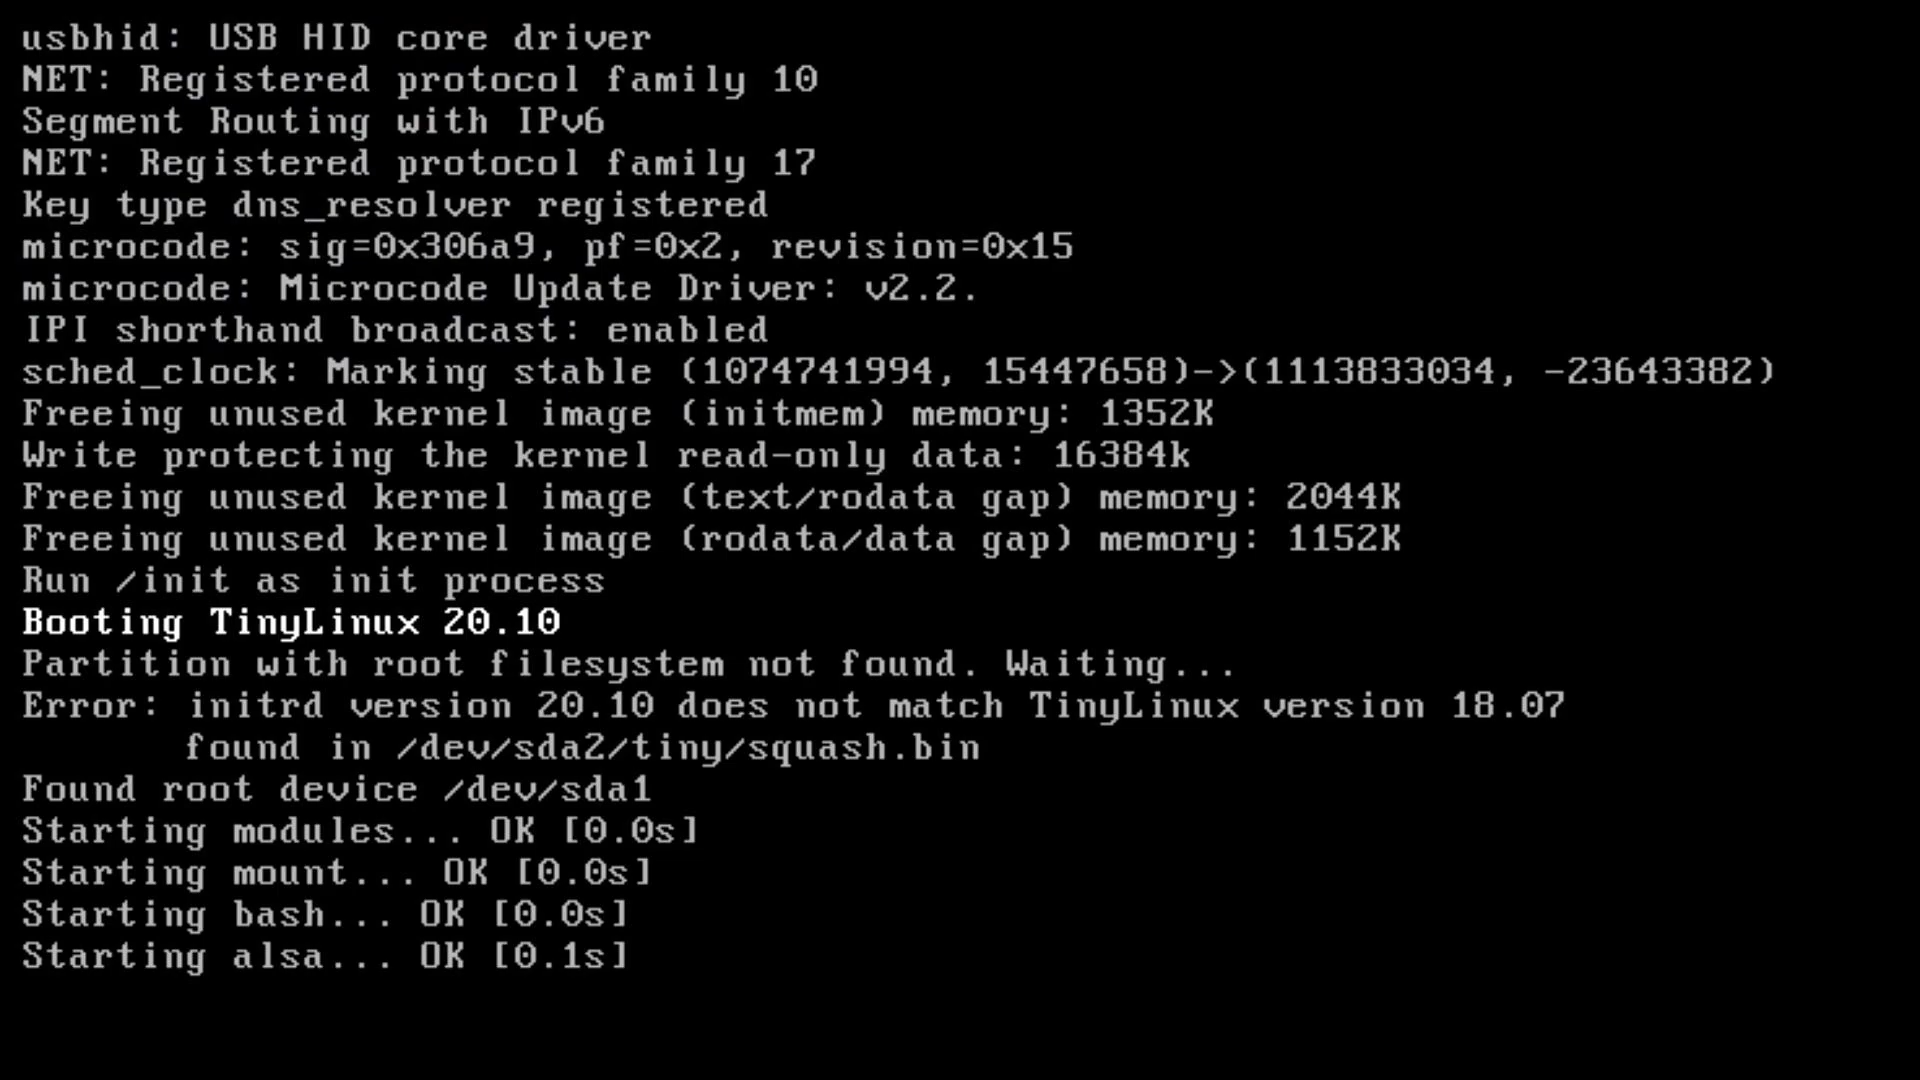 usbhid: USB HID core driver
NET: Registered protocol family 10
Segment Routing with IPv6
NET: Registered protocol family 17
Key type dns_resolver registered
microcode: sig=0x306a9, pf=0x2, revision=0x15
microcode: Microcode Update Driver: v2.2.
IPI shorthand broadcast: enabled
sched_clock: Marking stable (1074741994, 15447658)->(1113833034, -23643382)
Freeing unused kernel image (initmem) memory: 1352K
Write protecting the kernel read-only data: 16384k
Freeing unused kernel image (text/rodata gap) memory: 2044K
Freeing unused kernel image (rodata/data gap) memory: 1152K
Run /init as init process
Booting TinyLinux 20.10
Partition with root filesystem not found. Waiting...
Error: initrd version 20.10 does not match TinyLinux version 18.07
       found in /dev/sda2/tiny/squash.bin
Found root device /dev/sda1
Starting modules... OK [0.0s]
Starting mount... OK [0.0s]
Starting bash... OK [0.0s]
Starting alsa... OK [0.1s]